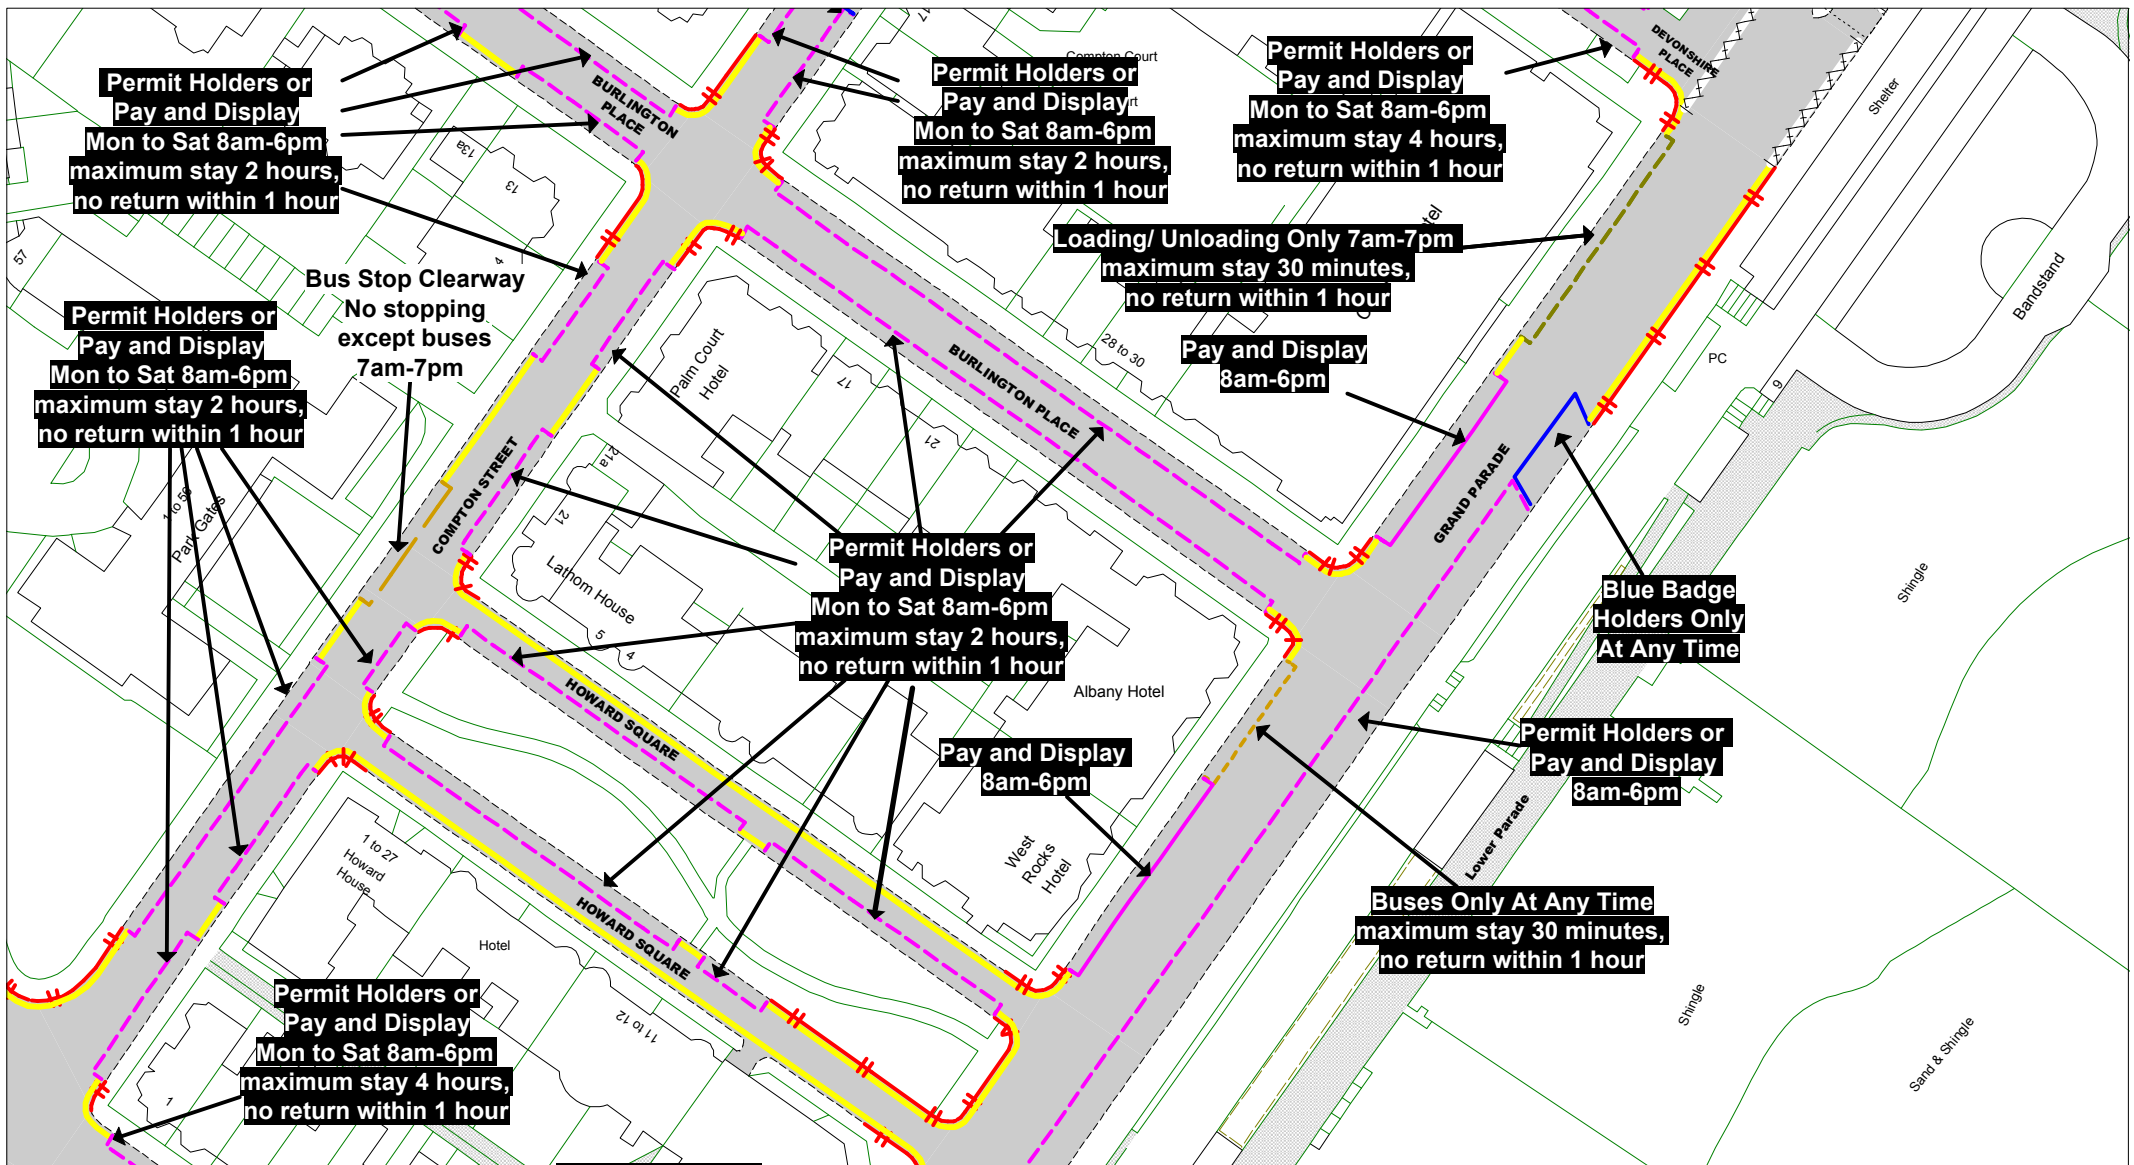 Permit Holders or
Pay and Display
Mon to Sat 8am-6pm
maximum stay 2 hours,
no return within 1 hour
BURLINGTON
PLACE
17
Compton Court
Permit Holders or
Pay and Display
Mon to Sat 8am-6pm
maximum stay 2 hours,
no return within 1 hour
Permit Holders or
Pay and Display
Mon to Sat 8am-6pm
maximum stay 4 hours,
no return within 1 hour
DEVONSHIRE
PLACE
Shelter
13a
13
4
57
Bus Stop Clearway
No stopping
except buses
7am-7pm
Loading/ Unloading Only 7am-7pm
maximum stay 30 minutes,
no return within 1 hour
Bandstand
Permit Holders or
Pay and Display
Mon to Sat 8am-6pm
maximum stay 2 hours,
no return within 1 hour
Palm Court
Hotel
17
BURLINGTON PLACE
28 to 30
Pay and Display
8am-6pm
PC
9
21
21a
21
COMPTON STREET
GRAND PARADE
1 to 56
Park Gates
Lathom House
5
4
Permit Holders or
Pay and Display
Mon to Sat 8am-6pm
maximum stay 2 hours,
no return within 1 hour
Blue Badge
Holders Only
At Any Time
Shingle
HOWARD SQUARE
Albany Hotel
Pay and Display
8am-6pm
Permit Holders or
Pay and Display
8am-6pm
Lower Parade
West
Rocks
Hotel
1 to 27
Howard
House
HOWARD SQUARE
Hotel
Buses Only At Any Time
maximum stay 30 minutes,
no return within 1 hour
Shingle
Sand & Shingle
11 to 12
Permit Holders or
Pay and Display
Mon to Sat 8am-6pm
maximum stay 4 hours,
no return within 1 hour
1